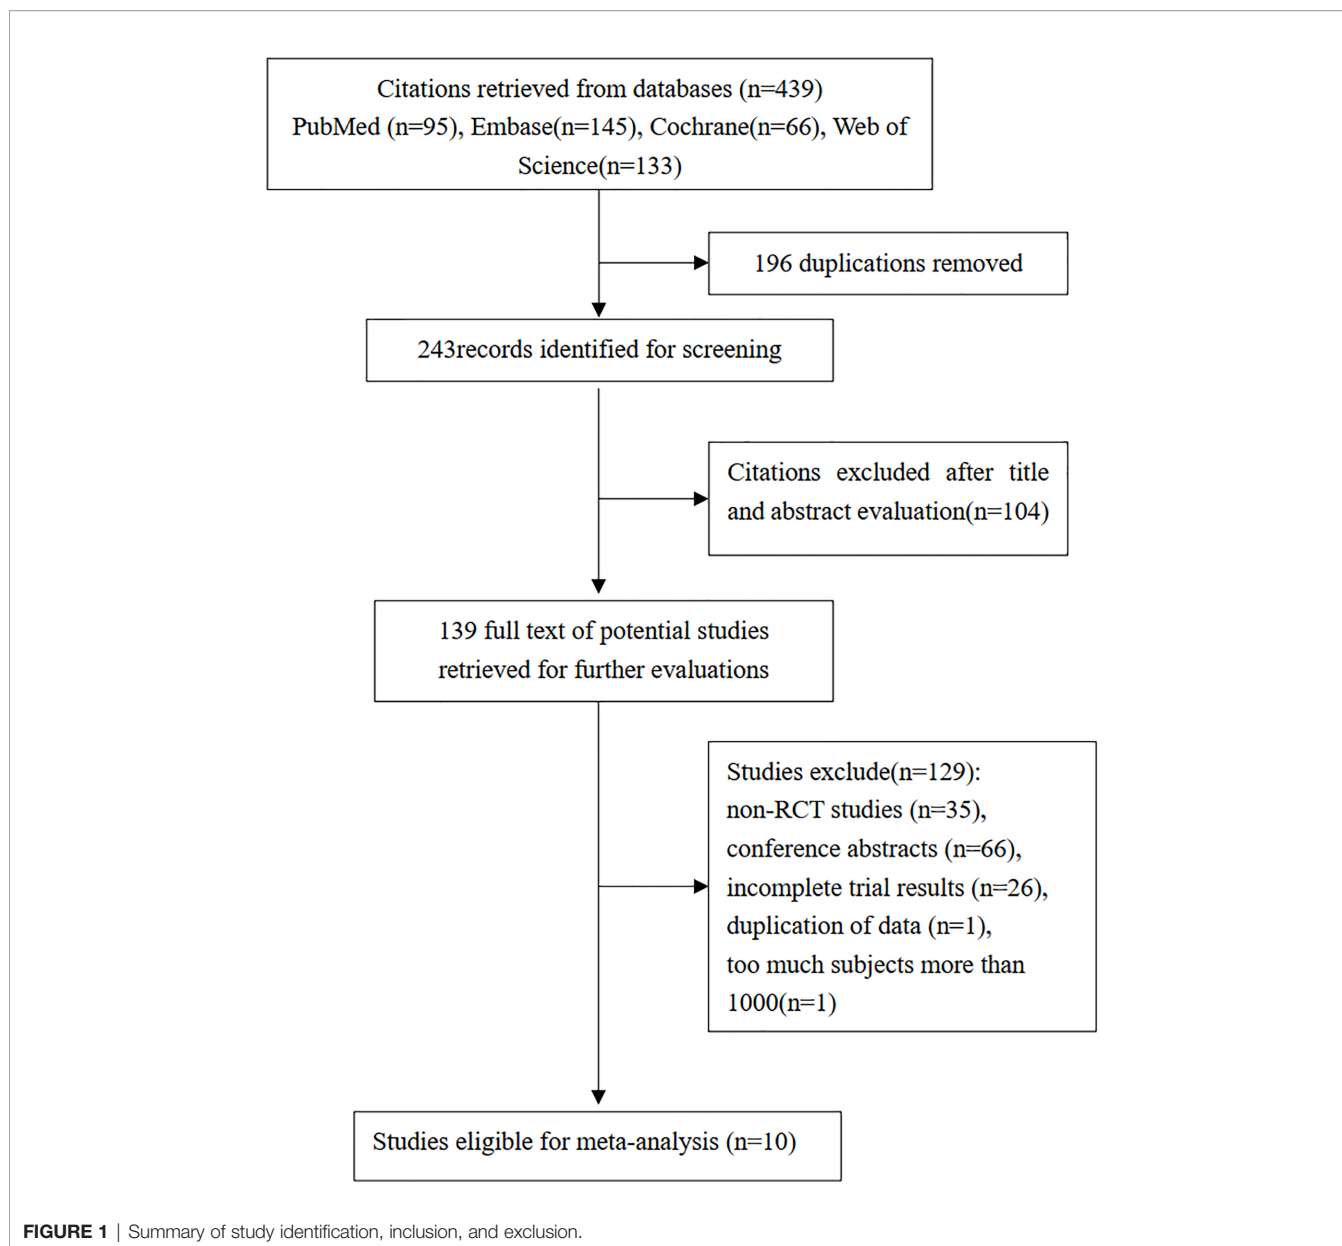 Citations retrieved from databases (n=439)
PubMed (n=95), Embase(n=145), Cochrane(n=66), Web of
Science(n=133)
196 duplications removed
243records identified for screening
Citations excluded after title
and abstract evaluation(n=104)
139 full text of potential studies
retrieved for further evaluations
Studies exclude(n=129):
non-RCT studies (n=35),
conference abstracts (n=66),
incomplete trial results (n=26),
duplication of data (n=1),
too much subjects more than
1000(n=1)
Studies eligible for meta-analysis (n=10)
FIGURE 1 | Summary of study identification, inclusion, and exclusion.